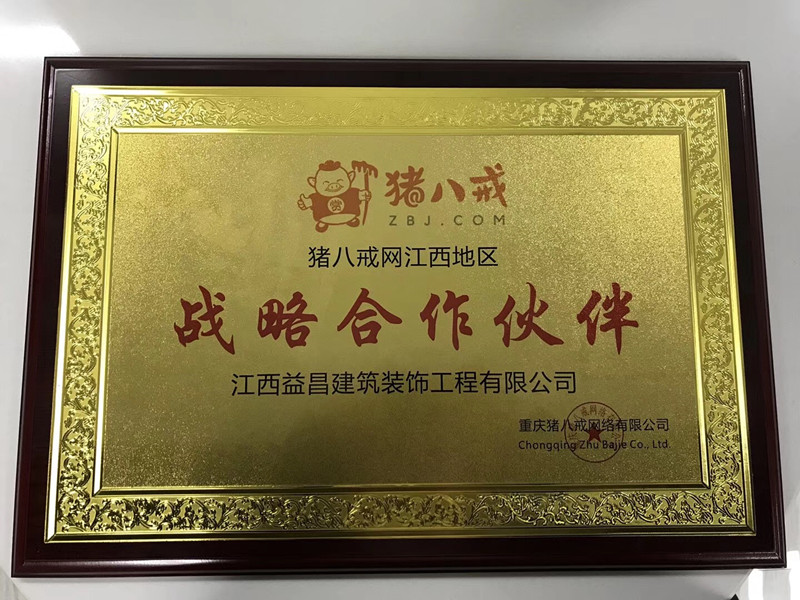 猪八戒
ZBJ.COM
猪八戒网江西地区
战略合作伙伴
江西益昌建筑装饰工程有限公司
重庆猪八戒网络有限公司
Chongqing Zhu Bajie Co., Ltd.